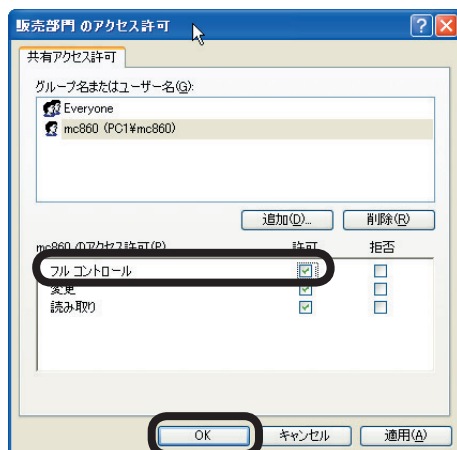 販売部門 のアクセス許可
共有アクセス許可
グループ名またはユーザー名(G):
Everyone
mc860 (PC1¥mc860)
追加(D)... 削除(R)
mc860 のアクセス許可(P) 許可 拒否
フル コントロール
変更
読み取り
OK キャンセル 適用(A)